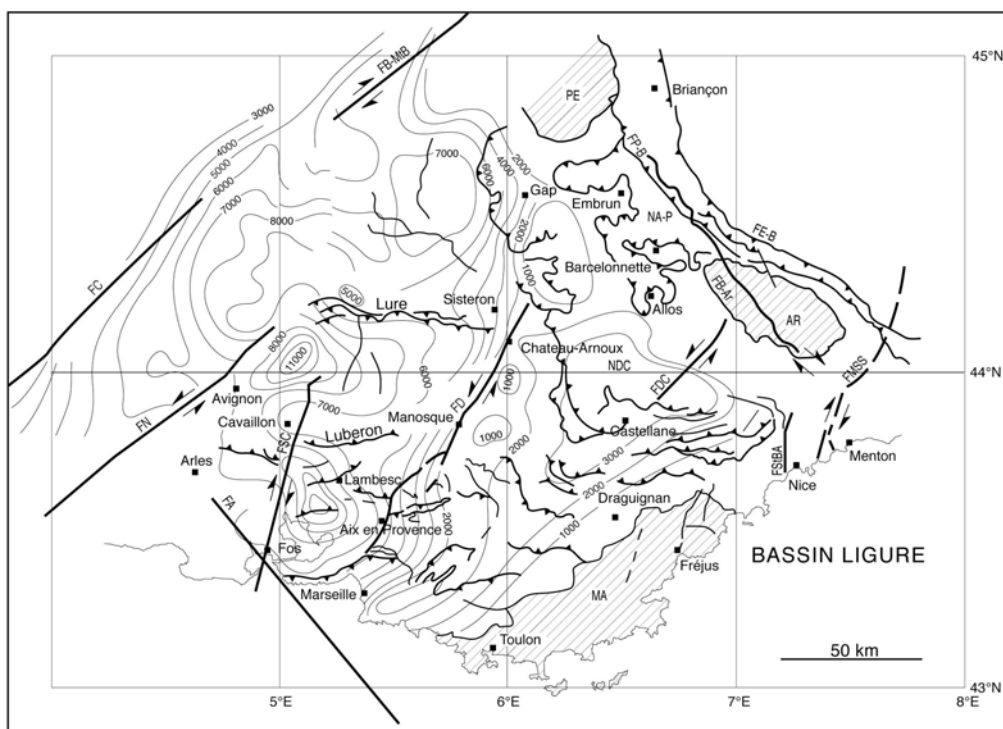 45°N
3000
4000
5000
6000
7000
FB-MtB
PE
Briançon
7000
2000
4000
6000
Gap
Embrun
FP-B
NA-P
8000
2000
FE-B
FC
Barcelonnette
1000
FB-Ar
5000
Lure
Sisteron
Allos
AR
8000
11000
6000
Chateau-Arnoux
1000
NDC
FDC
FMSS
44°N
Avignon
FN
7000
Cavaillon
Manosque
FD
FSC
Luberon
1000
2000
Castellane
3000
FStBA
Menton
Nice
Arles
Lambesc
FA
2000
Draguignan
Aix en Provence
2000
1000
Fos
Fréjus
BASSIN LIGURE
Marseille
MA
Toulon
50 km
43°N
5°E
6°E
7°E
8°E